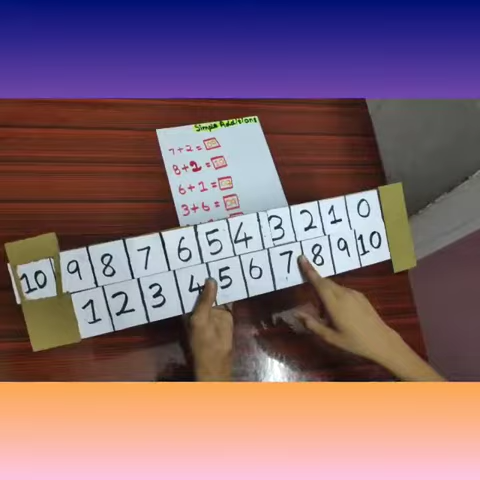 Simple Additions
7+2=
8+2=
6+1=
3+6=
10 9 8 7 6 5 4 3 2 1 0
1 2 3 4 5 6 7 8 9 10